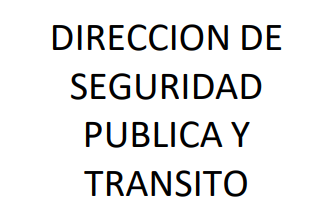 DIRECCION DE
SEGURIDAD
PUBLICA Y
TRANSITO